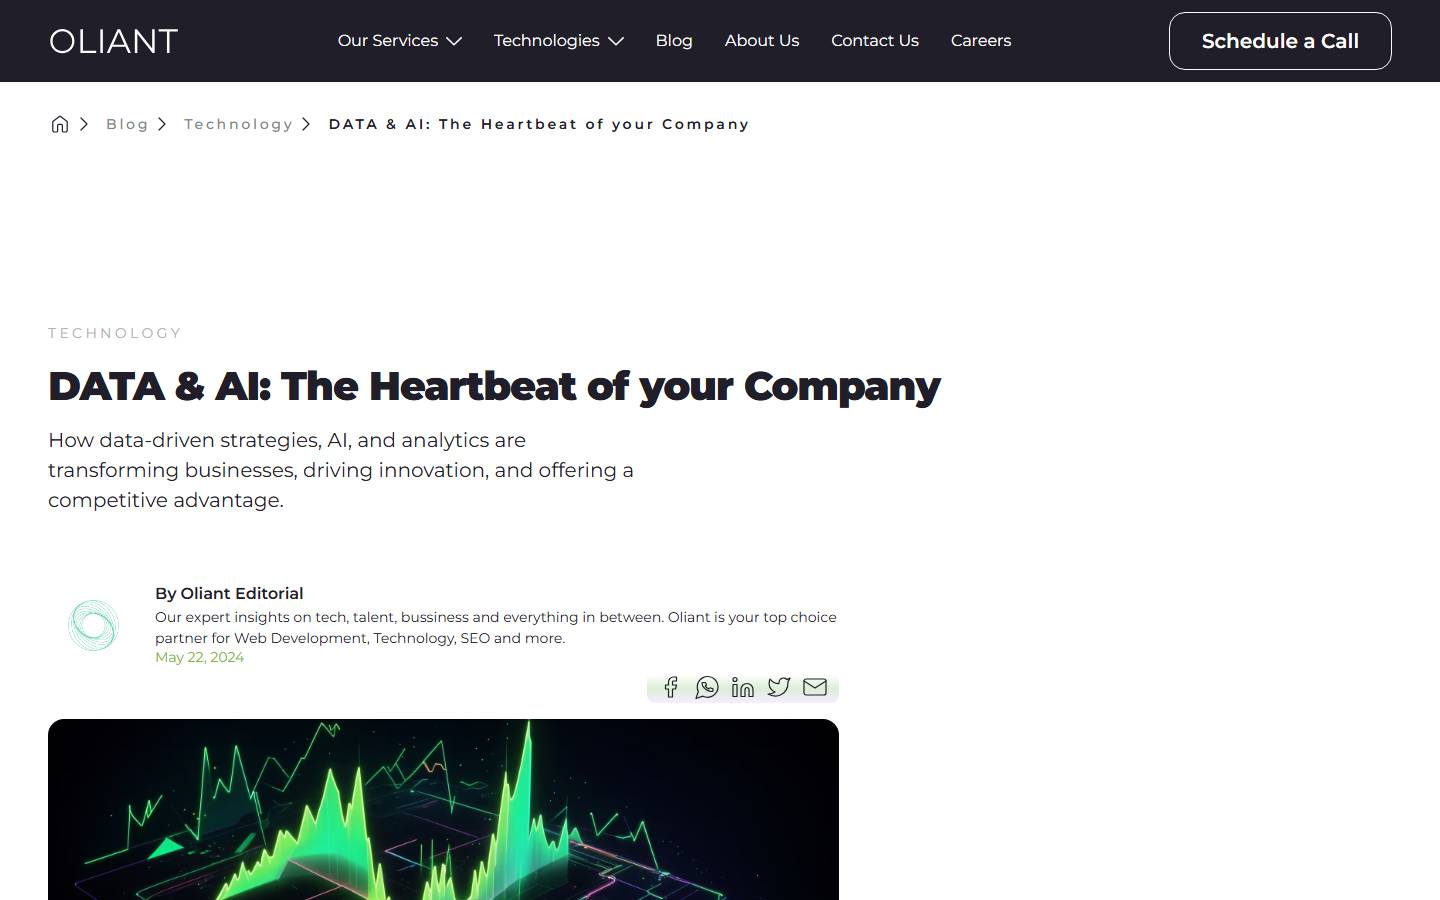 OLIANT
Our Services Technologies Blog About Us Contact Us Careers
Schedule a Call
Blog Technology DATA & AI: The Heartbeat of your Company
TECHNOLOGY
DATA & AI: The Heartbeat of your Company
How data-driven strategies, AI, and analytics are
transforming businesses, driving innovation, and offering a
competitive advantage.
By Oliant Editorial
Our expert insights on tech, talent, bussiness and everything in between. Oliant is your top choice
partner for Web Development, Technology, SEO and more.
May 22, 2024